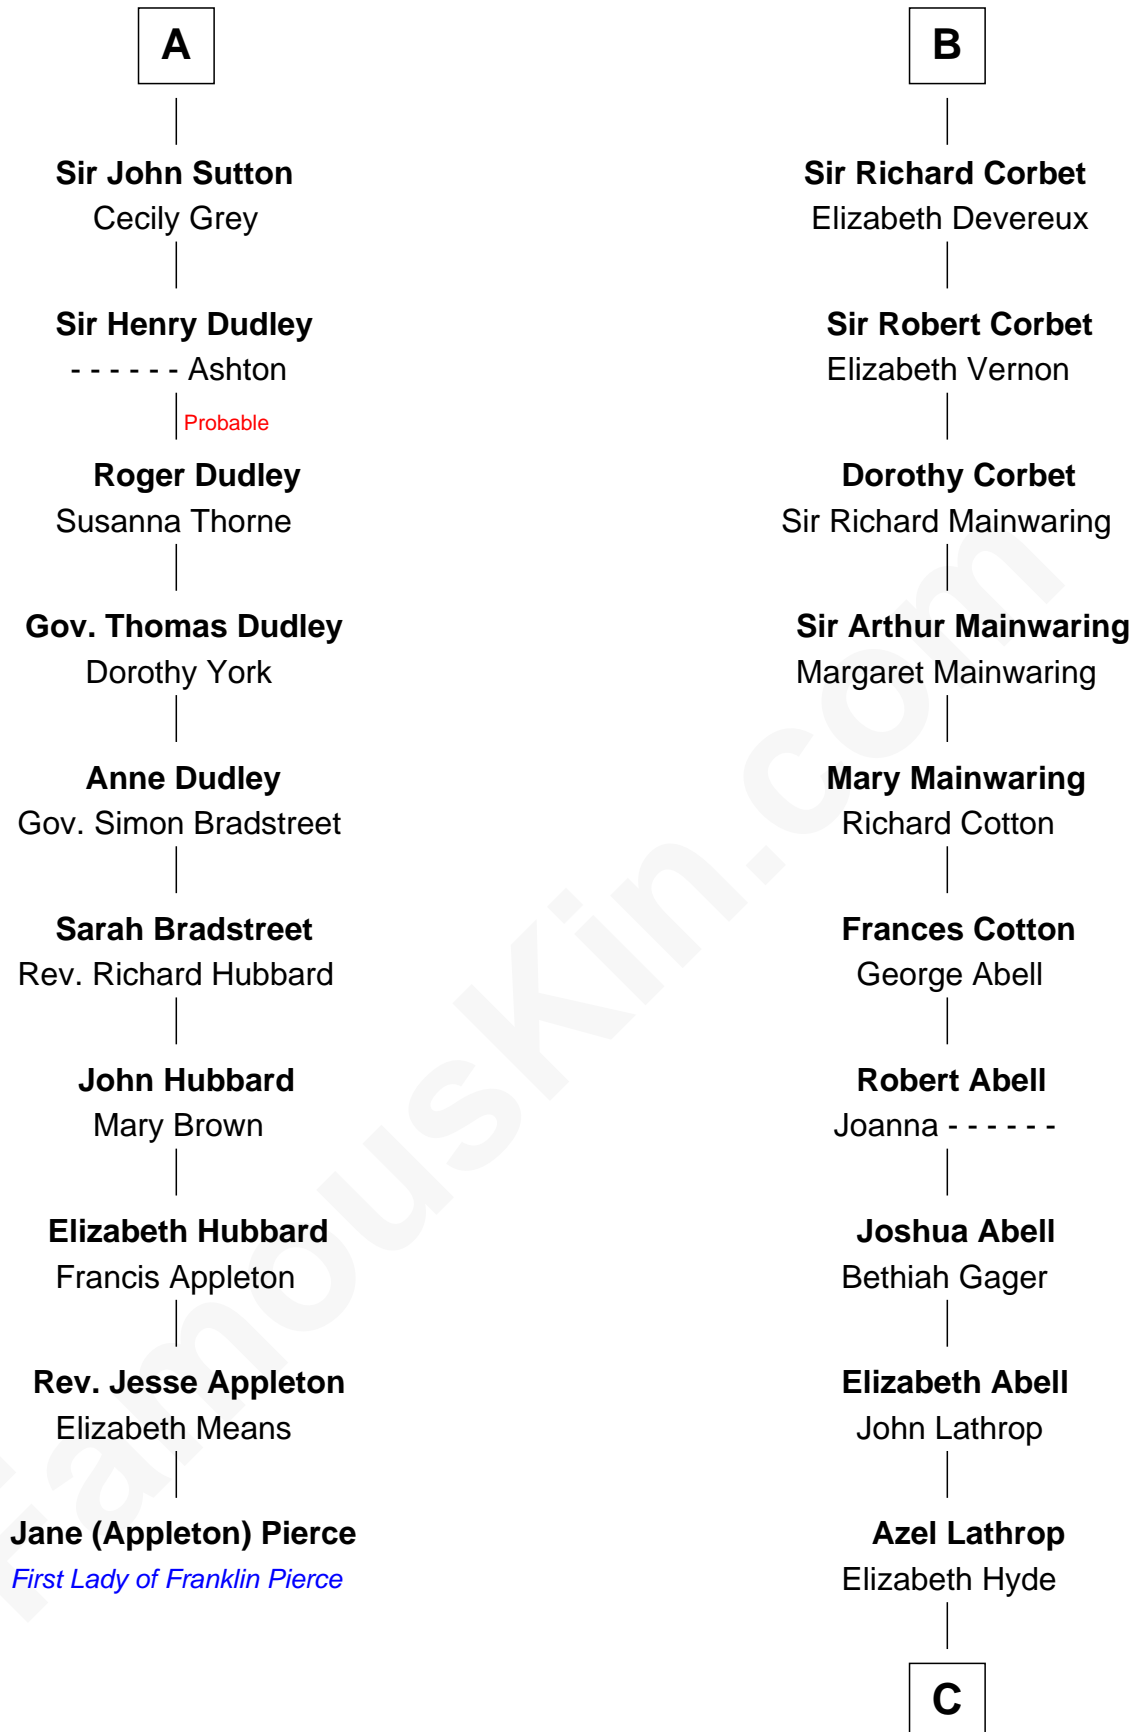 A
Sir John Sutton
Cecily Grey
Sir Henry Dudley
- - - - - - Ashton
Probable
Roger Dudley
Susanna Thorne
Gov. Thomas Dudley
Dorothy York
Anne Dudley
Gov. Simon Bradstreet
Sarah Bradstreet
Rev. Richard Hubbard
John Hubbard
Mary Brown
Elizabeth Hubbard
Francis Appleton
Rev. Jesse Appleton
Elizabeth Means
Jane (Appleton) Pierce
First Lady of Franklin Pierce
B
Sir Richard Corbet
Elizabeth Devereux
Sir Robert Corbet
Elizabeth Vernon
Dorothy Corbet
Sir Richard Mainwaring
Sir Arthur Mainwaring
Margaret Mainwaring
Mary Mainwaring
Richard Cotton
Frances Cotton
George Abell
Robert Abell
Joanna - - - - - -
Joshua Abell
Bethiah Gager
Elizabeth Abell
John Lathrop
Azel Lathrop
Elizabeth Hyde
C
FamousKin.com